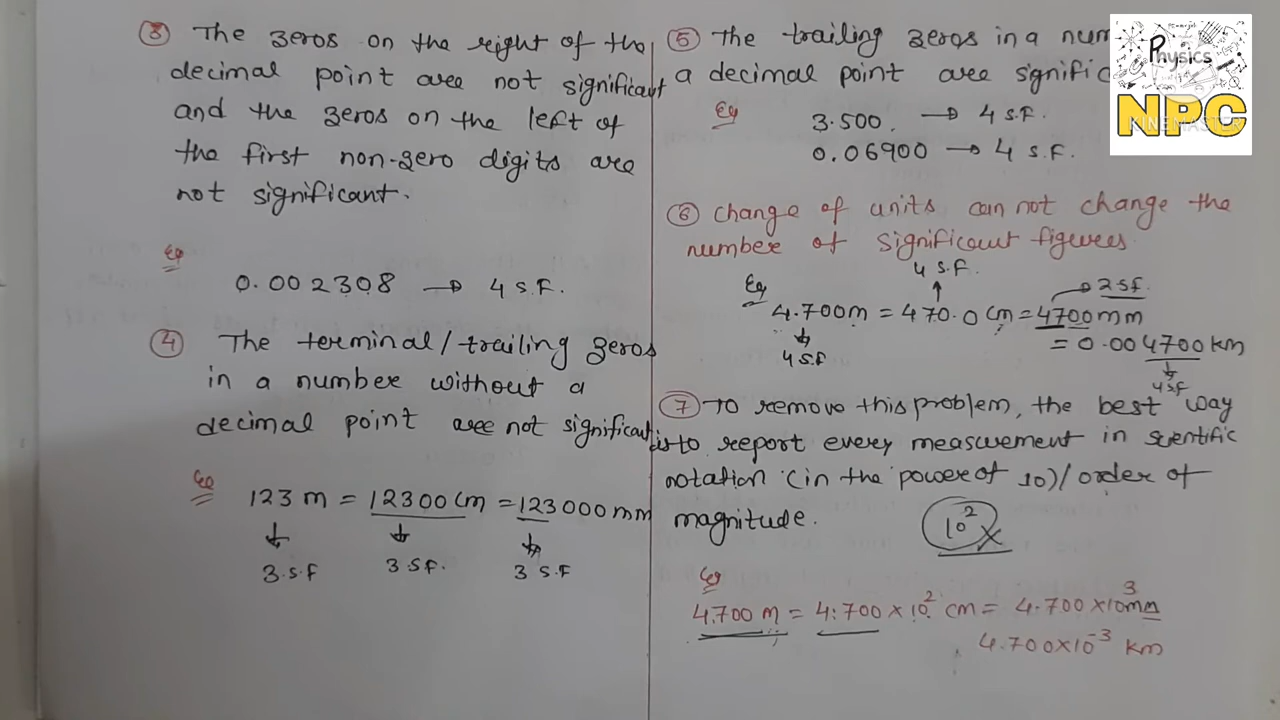 ③ The zeros on the right of the
decimal point are not significant
and the zeros on the left of
the first non-zero digits are
not significant.
Eg
0.002308 → 4 S.F.
④ The terminal/trailing zeros
in a number without a
decimal point are not significant
Eg
123 m = 12300 cm = 123000 mm
3.S.F 3 SF. 3 S.F
⑤ The trailing zeros in a num
a decimal point are signific
Eg
3.500. → 4 S.F.
0.06900 → 4 S.F.
⑥ Change of units can not change the
number of significant figures.
4 S.F.
2 S.F.
Eg
4.700m = 470.0 cm = 4700 mm
= 0.004700 km
4 S.F
4 S.F
⑦ To remove this problem, the best way
is to report every measurement in scientific
notation (in the power of 10)/order of
magnitude.
10² ×
Eg
4.700 m = 4.700 × 10² cm = 4.700 × 10³ mm
4.700×10⁻³ km
Physics
NPC
KINEMASTER